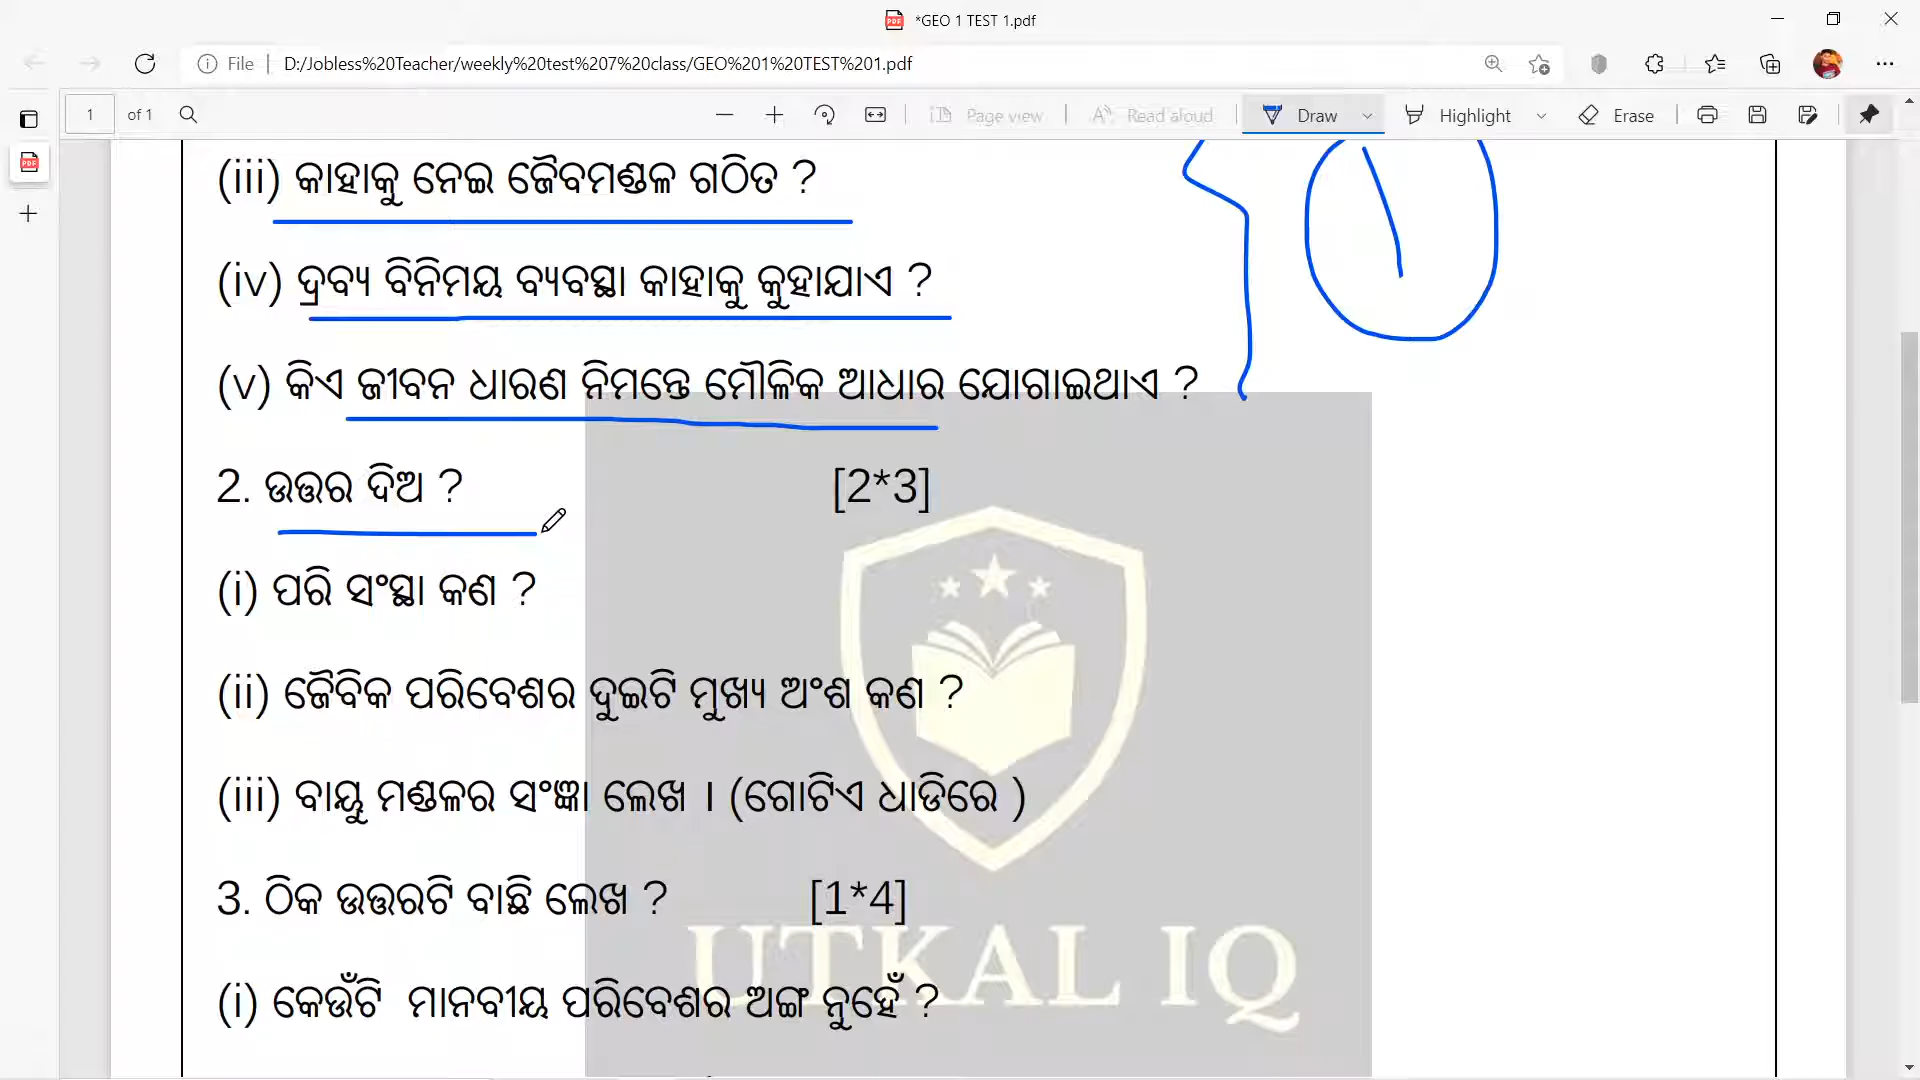 *GEO 1 TEST 1.pdf
File
D:/Jobless%20Teacher/weekly%20test%207%20class/GEO%201%20TEST%201.pdf
1 of 1 Page view Read aloud Draw Highlight Erase
(iii) କାହାକୁ ନେଇ ଜୈବମଣ୍ଡଳ ଗଠିତ ?
(iv) ଦ୍ରବ୍ୟ ବିନିମୟ ବ୍ୟବସ୍ଥା କାହାକୁ କୁହାଯାଏ ?
(v) କିଏ ଜୀବନ ଧାରଣ ନିମନ୍ତେ ମୌଳିକ ଆଧାର ଯୋଗାଇଥାଏ ?
2. ଉତ୍ତର ଦିଅ ? [2*3]
(i) ପରି ସଂସ୍ଥା କଣ ?
(ii) ଜୈବିକ ପରିବେଶର ଦୁଇଟି ମୁଖ୍ୟ ଅଂଶ କଣ ?
(iii) ବାୟୁ ମଣ୍ଡଳର ସଂଜ୍ଞା ଲେଖ । (ଗୋଟିଏ ଧାଡିରେ )
3. ଠିକ ଉତ୍ତରଟି ବାଛି ଲେଖ ? [1*4]
UTKAL IQ
(i) କେଉଁଟି ମାନବୀୟ ପରିବେଶର ଅଙ୍ଗ ନୁହେଁ ?